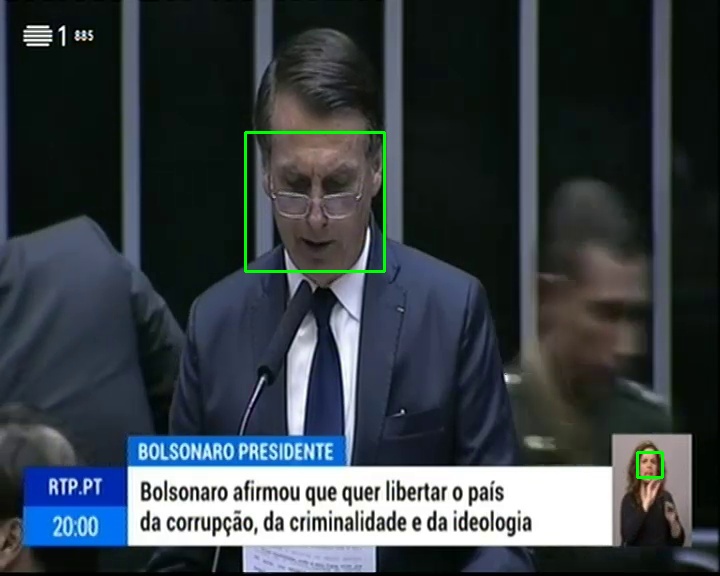 1 885
BOLSONARO PRESIDENTE
RTP.PT
20:00
Bolsonaro afirmou que quer libertar o país
da corrupção, da criminalidade e da ideologia